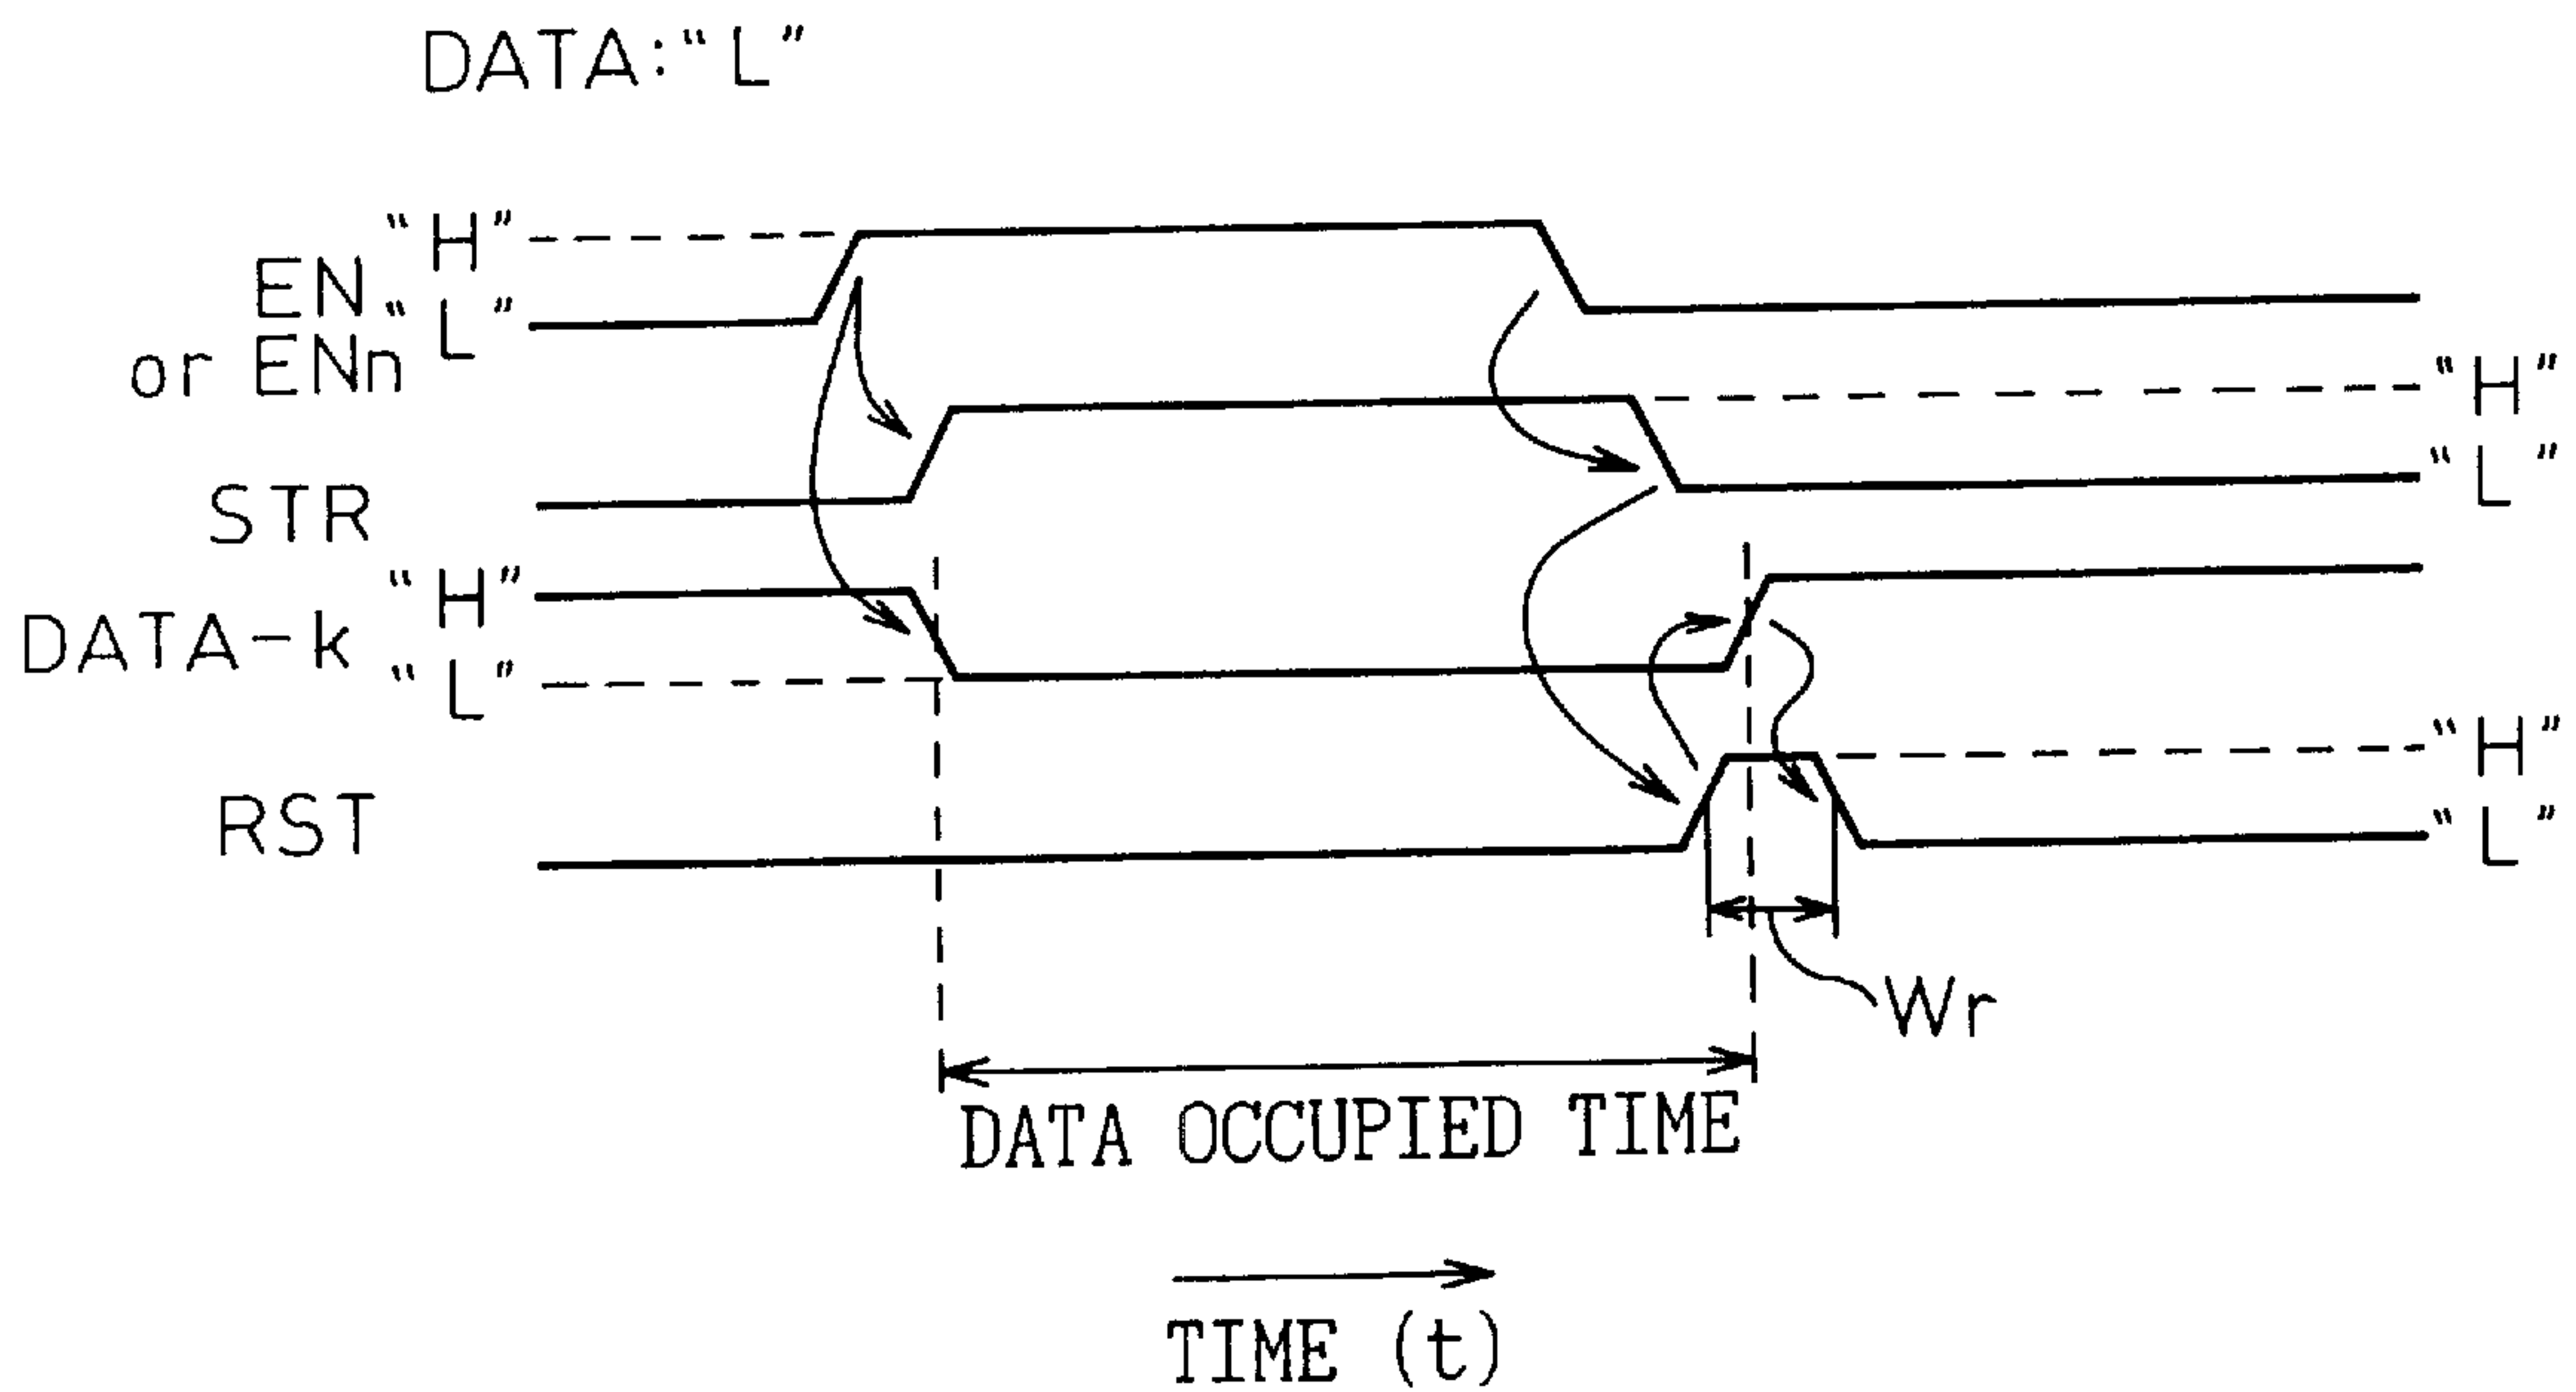 DATA:“L”
“H”
EN “L”
or ENn
“H”
STR “L”
“H”
DATA-k
“L”
“H”
RST “L”
Wr
DATA OCCUPIED TIME
TIME (t)